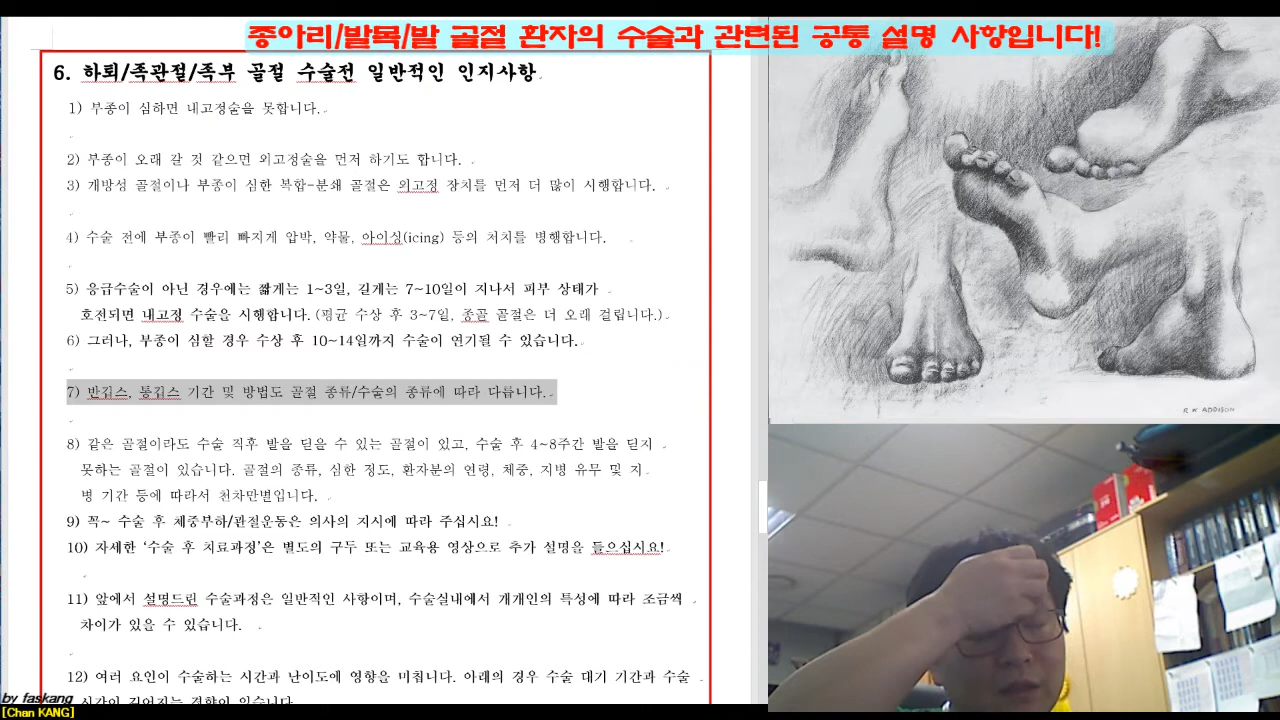 종아리/발목/발 골절 환자의 수술과 관련된 공통 설명 사항입니다!
6. 하퇴/족관절/족부 골절 수술전 일반적인 인지사항
1) 부종이 심하면 내고정술을 못합니다.
2) 부종이 오래 갈 것 같으면 외고정술을 먼저 하기도 합니다.
3) 개방성 골절이나 부종이 심한 복합-분쇄 골절은 외고정 장치를 먼저 더 많이 시행합니다.
4) 수술 전에 부종이 빨리 빠지게 압박, 약물, 아이싱(icing) 등의 처치를 병행합니다.
5) 응급수술이 아닌 경우에는 짧게는 1~3일, 길게는 7~10일이 지나서 피부 상태가
호전되면 내고정 수술을 시행합니다. (평균 수상 후 3~7일, 종골 골절은 더 오래 걸립니다.)
6) 그러나, 부종이 심할 경우 수상 후 10~14일까지 수술이 연기될 수 있습니다.
7) 반깁스, 통깁스 기간 및 방법도 골절 종류/수술의 종류에 따라 다릅니다.
8) 같은 골절이라도 수술 직후 발을 딛을 수 있는 골절이 있고, 수술 후 4~8주간 발을 딛지
못하는 골절이 있습니다. 골절의 종류, 심한 정도, 환자분의 연령, 체중, 지병 유무 및 지
병 기간 등에 따라서 천차만별입니다.
9) 꼭~ 수술 후 체중부하/관절운동은 의사의 지시에 따라 주십시요!
10) 자세한 ‘수술 후 치료과정’은 별도의 구두 또는 교육용 영상으로 추가 설명을 들으십시요!
11) 앞에서 설명드린 수술과정은 일반적인 사항이며, 수술실내에서 개개인의 특성에 따라 조금씩
차이가 있을 수 있습니다.
12) 여러 요인이 수술하는 시간과 난이도에 영향을 미칩니다. 아래의 경우 수술 대기 기간과 수술
시간이 길어지는 경향이 있습니다
R W ADDISON
by faskang
[Chan KANG]